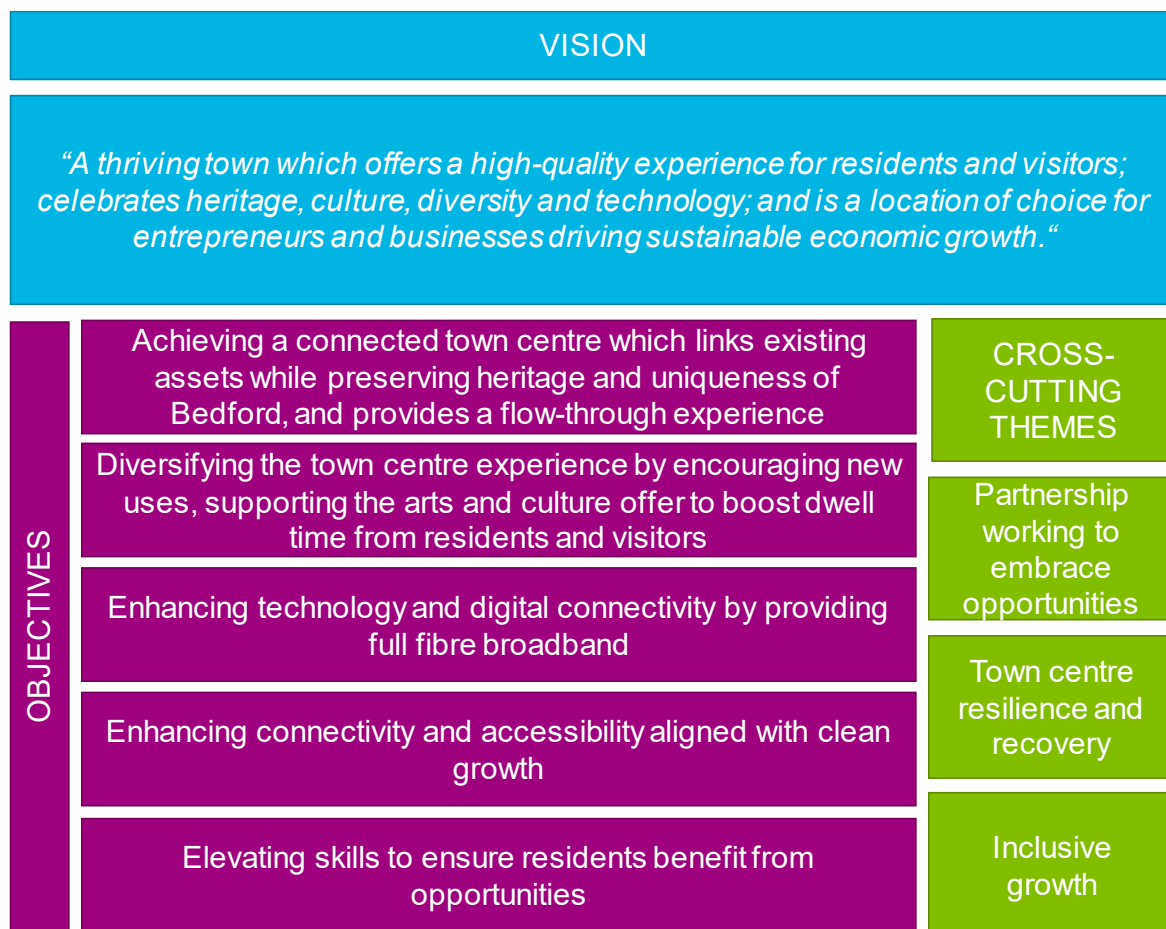 VISION
“A thriving town which offers a high-quality experience for residents and visitors;
celebrates heritage, culture, diversity and technology; and is a location of choice for
entrepreneurs and businesses driving sustainable economic growth.“
OBJECTIVES
Achieving a connected town centre which links existing
assets while preserving heritage and uniqueness of
Bedford, and provides a flow-through experience
Diversifying the town centre experience by encouraging new
uses, supporting the arts and culture offer to boost dwell
time from residents and visitors
Enhancing technology and digital connectivity by providing
full fibre broadband
Enhancing connectivity and accessibility aligned with clean
growth
Elevating skills to ensure residents benefit from
opportunities
CROSS-
CUTTING
THEMES
Partnership
working to
embrace
opportunities
Town centre
resilience and
recovery
Inclusive
growth